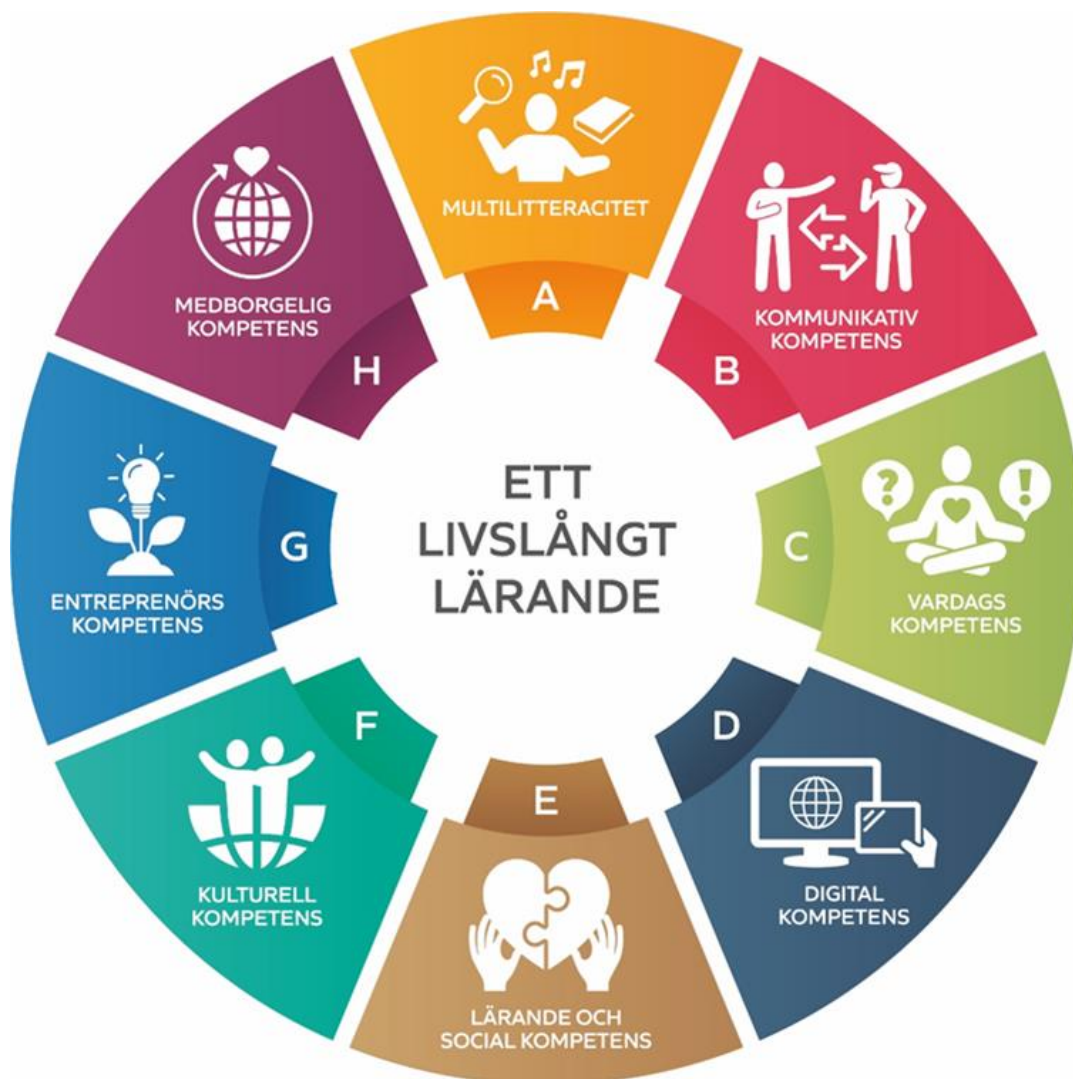 MULTILITTERACITET
A
KOMMUNIKATIV
KOMPETENS
B
?
!
VARDAGS
KOMPETENS
C
DIGITAL
KOMPETENS
D
LÄRANDE OCH
SOCIAL KOMPETENS
E
KULTURELL
KOMPETENS
F
ENTREPRENÖRS
KOMPETENS
G
MEDBORGELIG
KOMPETENS
H
ETT
LIVSLÅNGT
LÄRANDE